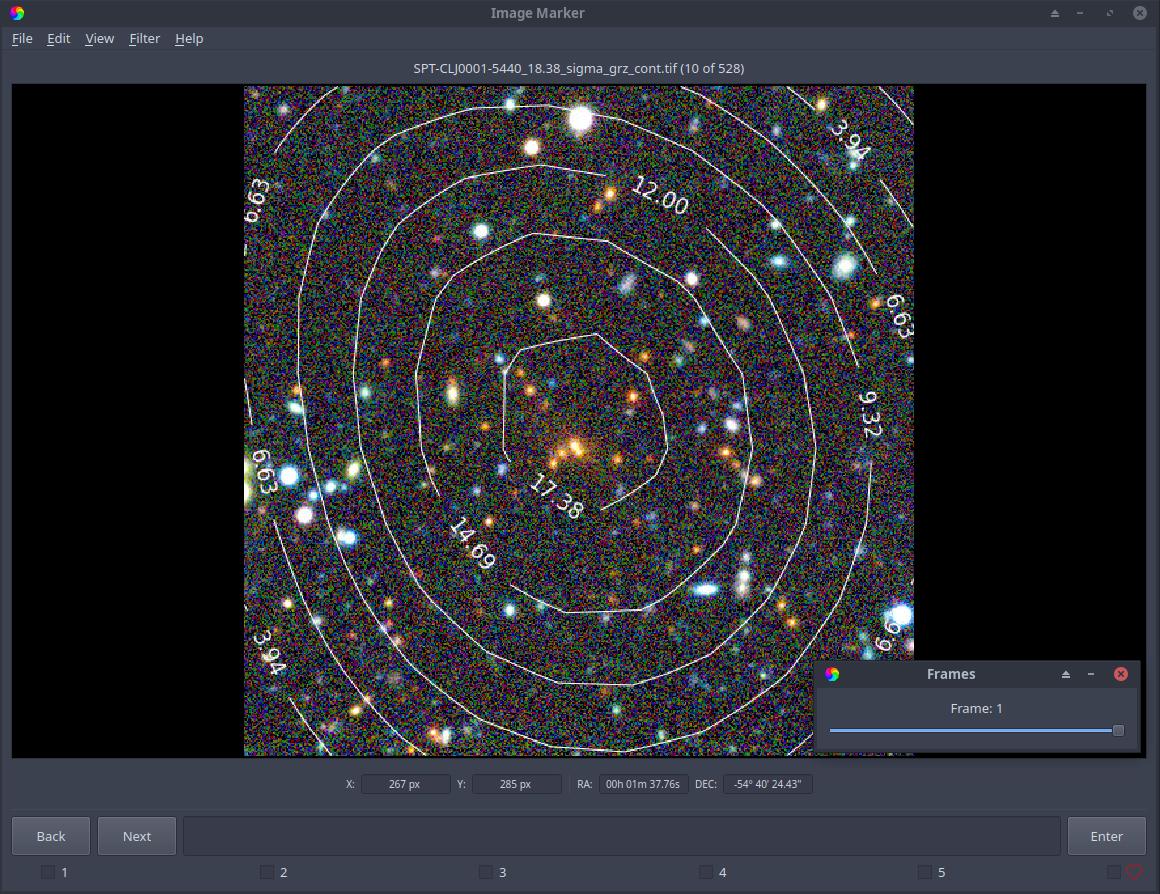 Image Marker
File Edit View Filter Help
SPT-CLJ0001-5440_18.38_sigma_grz_cont.tif (10 of 528)
3.94
6.63
12.00
6.63
9.32
6.63
17.38
14.69
3.94
Frames
Frame: 1
X: 267 px Y: 285 px RA: 00h 01m 37.76s DEC: -54° 40' 24.43"
Back Next Enter
1 2 3 4 5